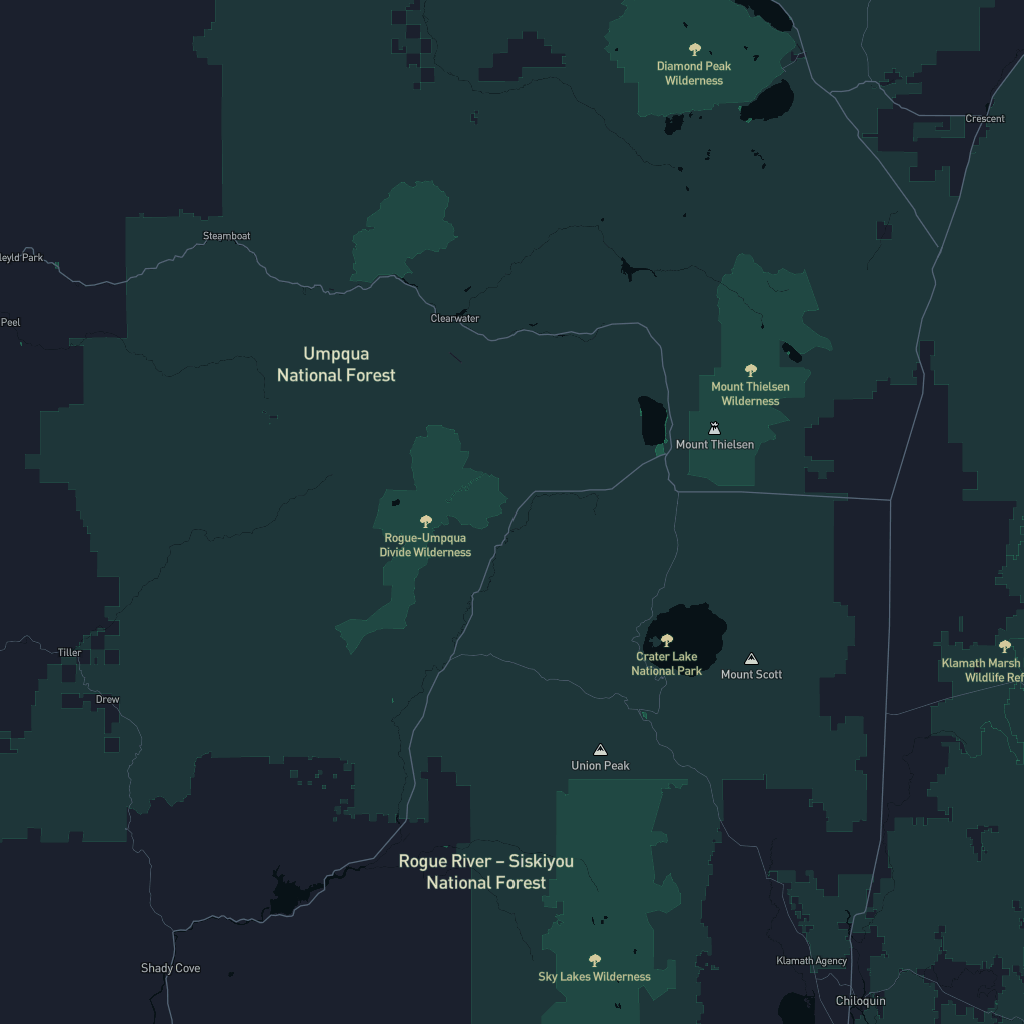 Diamond Peak
Wilderness
Crescent
Steamboat
leyld Park
Peel
Clearwater
Umpqua
National Forest
Mount Thielsen
Wilderness
Mount Thielsen
Rogue-Umpqua
Divide Wilderness
Tiller
Drew
Crater Lake
National Park
Mount Scott
Klamath Marsh
Wildlife Ref
Union Peak
Rogue River – Siskiyou
National Forest
Shady Cove
Sky Lakes Wilderness
Klamath Agency
Chiloquin